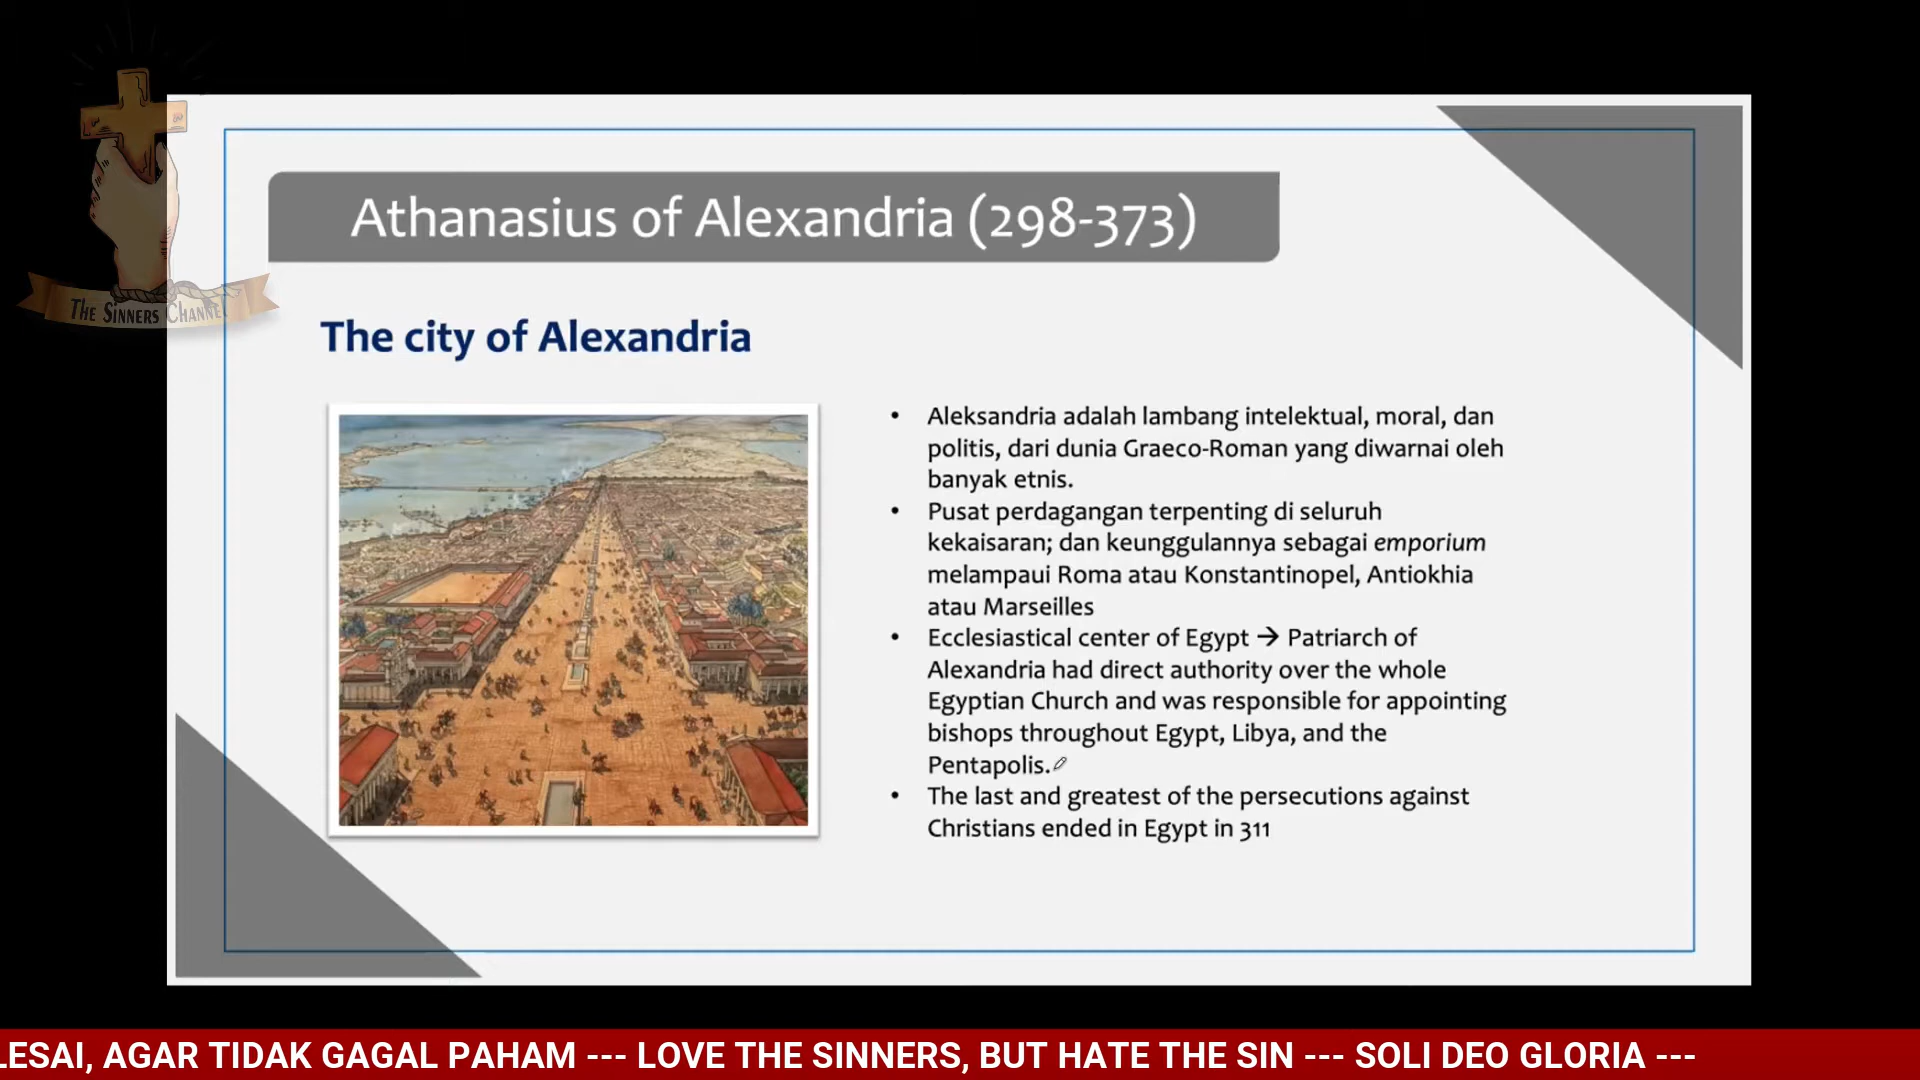 The Sinners Channel
Athanasius of Alexandria (298-373)
The city of Alexandria
• Aleksandria adalah lambang intelektual, moral, dan
politis, dari dunia Graeco-Roman yang diwarnai oleh
banyak etnis.
• Pusat perdagangan terpenting di seluruh
kekaisaran; dan keunggulannya sebagai emporium
melampaui Roma atau Konstantinopel, Antiokhia
atau Marseilles
• Ecclesiastical center of Egypt → Patriarch of
Alexandria had direct authority over the whole
Egyptian Church and was responsible for appointing
bishops throughout Egypt, Libya, and the
Pentapolis.
• The last and greatest of the persecutions against
Christians ended in Egypt in 311
LESAI, AGAR TIDAK GAGAL PAHAM --- LOVE THE SINNERS, BUT HATE THE SIN --- SOLI DEO GLORIA ---